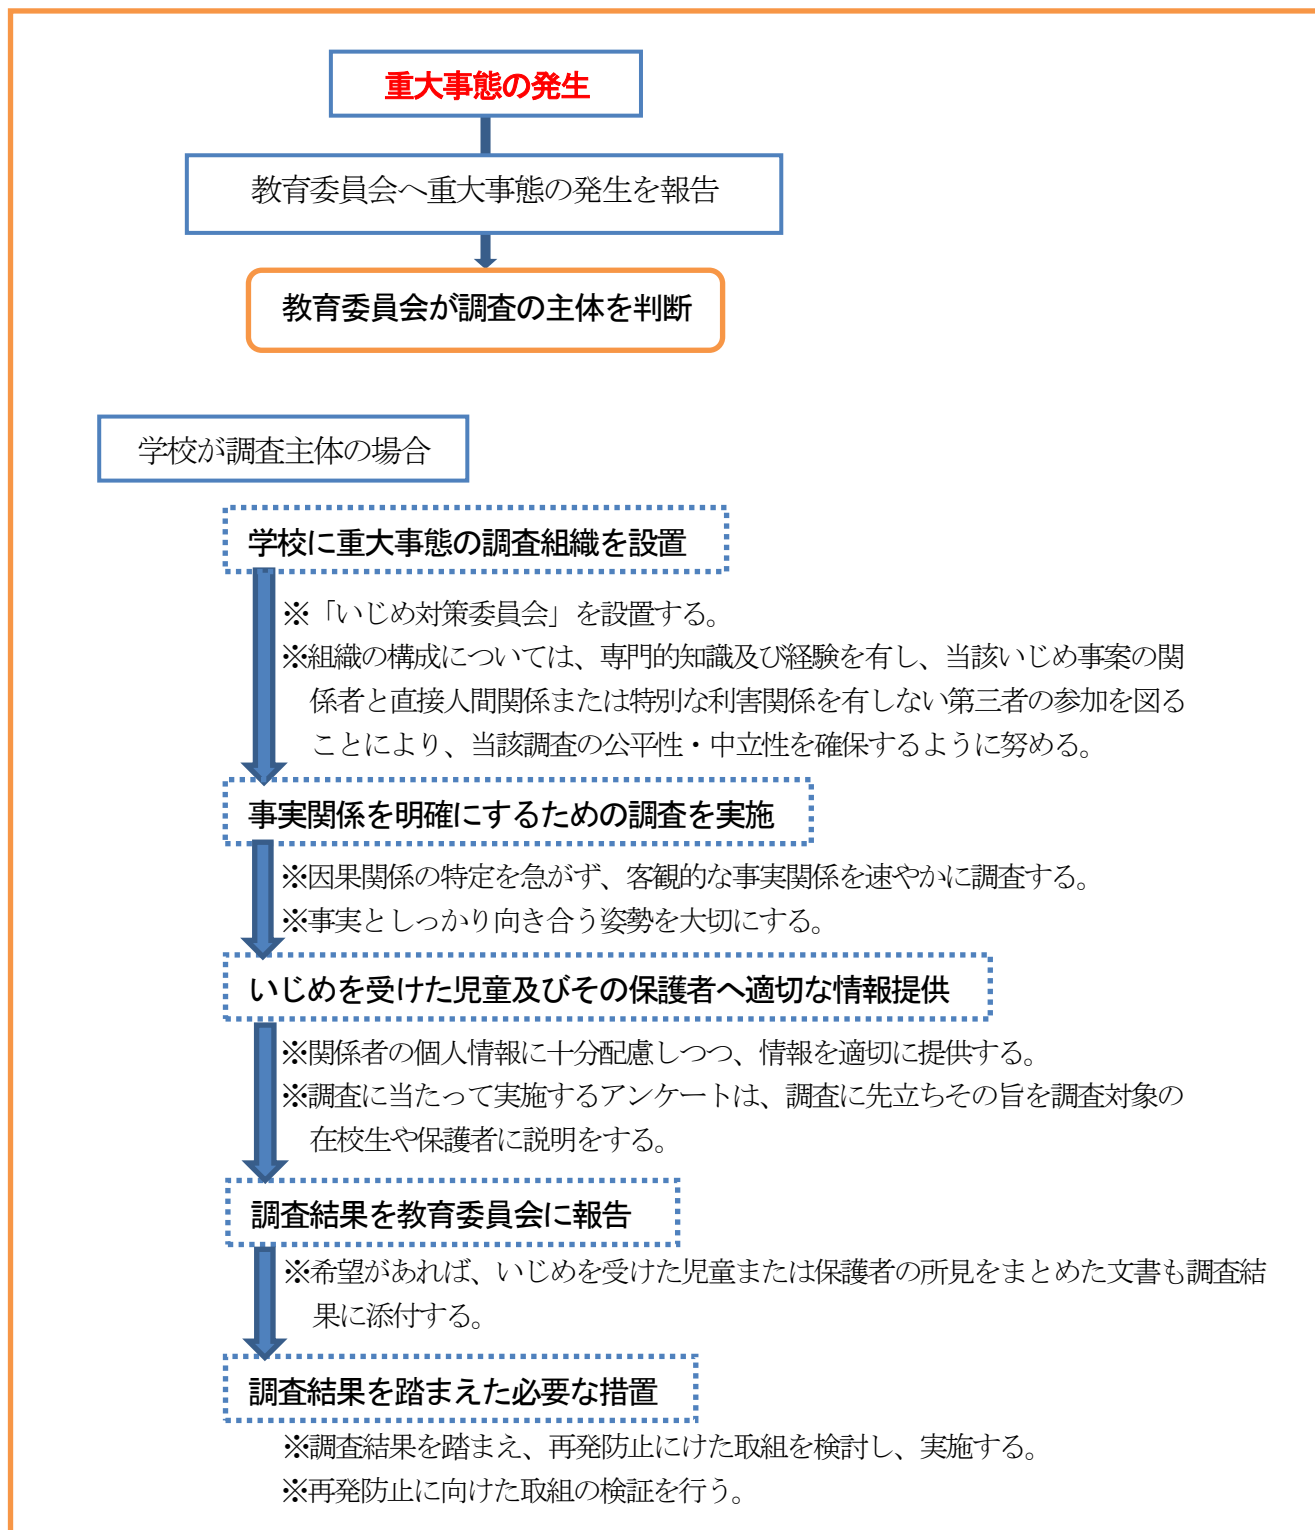 重大事態の発生
教育委員会へ重大事態の発生を報告
教育委員会が調査の主体を判断
学校が調査主体の場合
学校に重大事態の調査組織を設置
※「いじめ対策委員会」を設置する。
※組織の構成については、専門的知識及び経験を有し、当該いじめ事案の関
係者と直接人間関係または特別な利害関係を有しない第三者の参加を図る
ことにより、当該調査の公平性・中立性を確保するように努める。
事実関係を明確にするための調査を実施
※因果関係の特定を急がず、客観的な事実関係を速やかに調査する。
※事実としっかり向き合う姿勢を大切にする。
いじめを受けた児童及びその保護者へ適切な情報提供
※関係者の個人情報に十分配慮しつつ、情報を適切に提供する。
※調査に当たって実施するアンケートは、調査に先立ちその旨を調査対象の
在校生や保護者に説明をする。
調査結果を教育委員会に報告
※希望があれば、いじめを受けた児童または保護者の所見をまとめた文書も調査結
果に添付する。
調査結果を踏まえた必要な措置
※調査結果を踏まえ、再発防止にけた取組を検討し、実施する。
※再発防止に向けた取組の検証を行う。